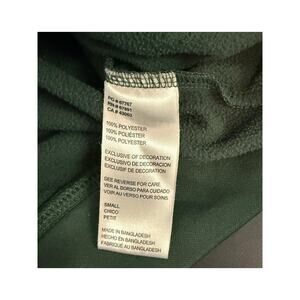 100% POLYESTER
100% POLIÉSTER
100% POLYESTER
EXCLUSIVE OF DECORATION
EXCLUSIVO DE DECORACION
EXCLUSIF DE DECORATION
SEE REVERSE FOR CARE.
VER AL DORSO PARA CUIDADO
VOIR AU VERSO POUR SOINS
SMALL
CHICO
PETIT
MADE IN BANGLADESH
HECHO EN BANGLADESH
FABRIQUÉ AU BANGLADESH